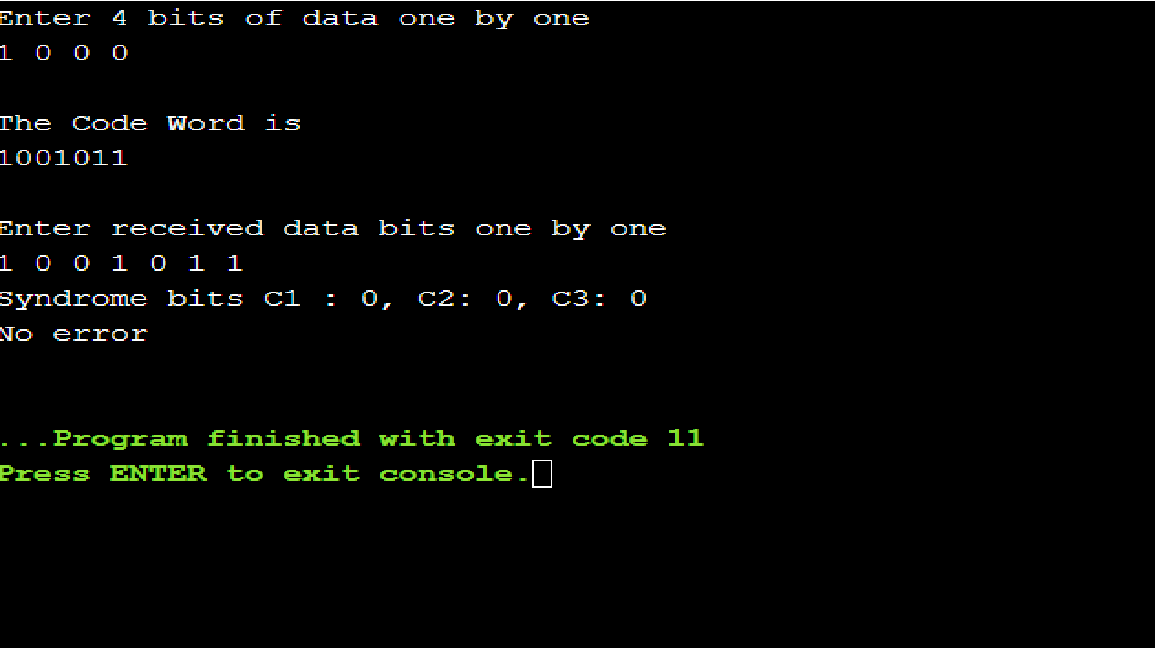 Enter 4 bits of data one by one
1 0 0 0
The Code Word is
1001011
Enter received data bits one by one
1 0 0 1 0 1 1
Syndrome bits C1 : 0, C2: 0, C3: 0
No error
...Program finished with exit code 11
Press ENTER to exit console.